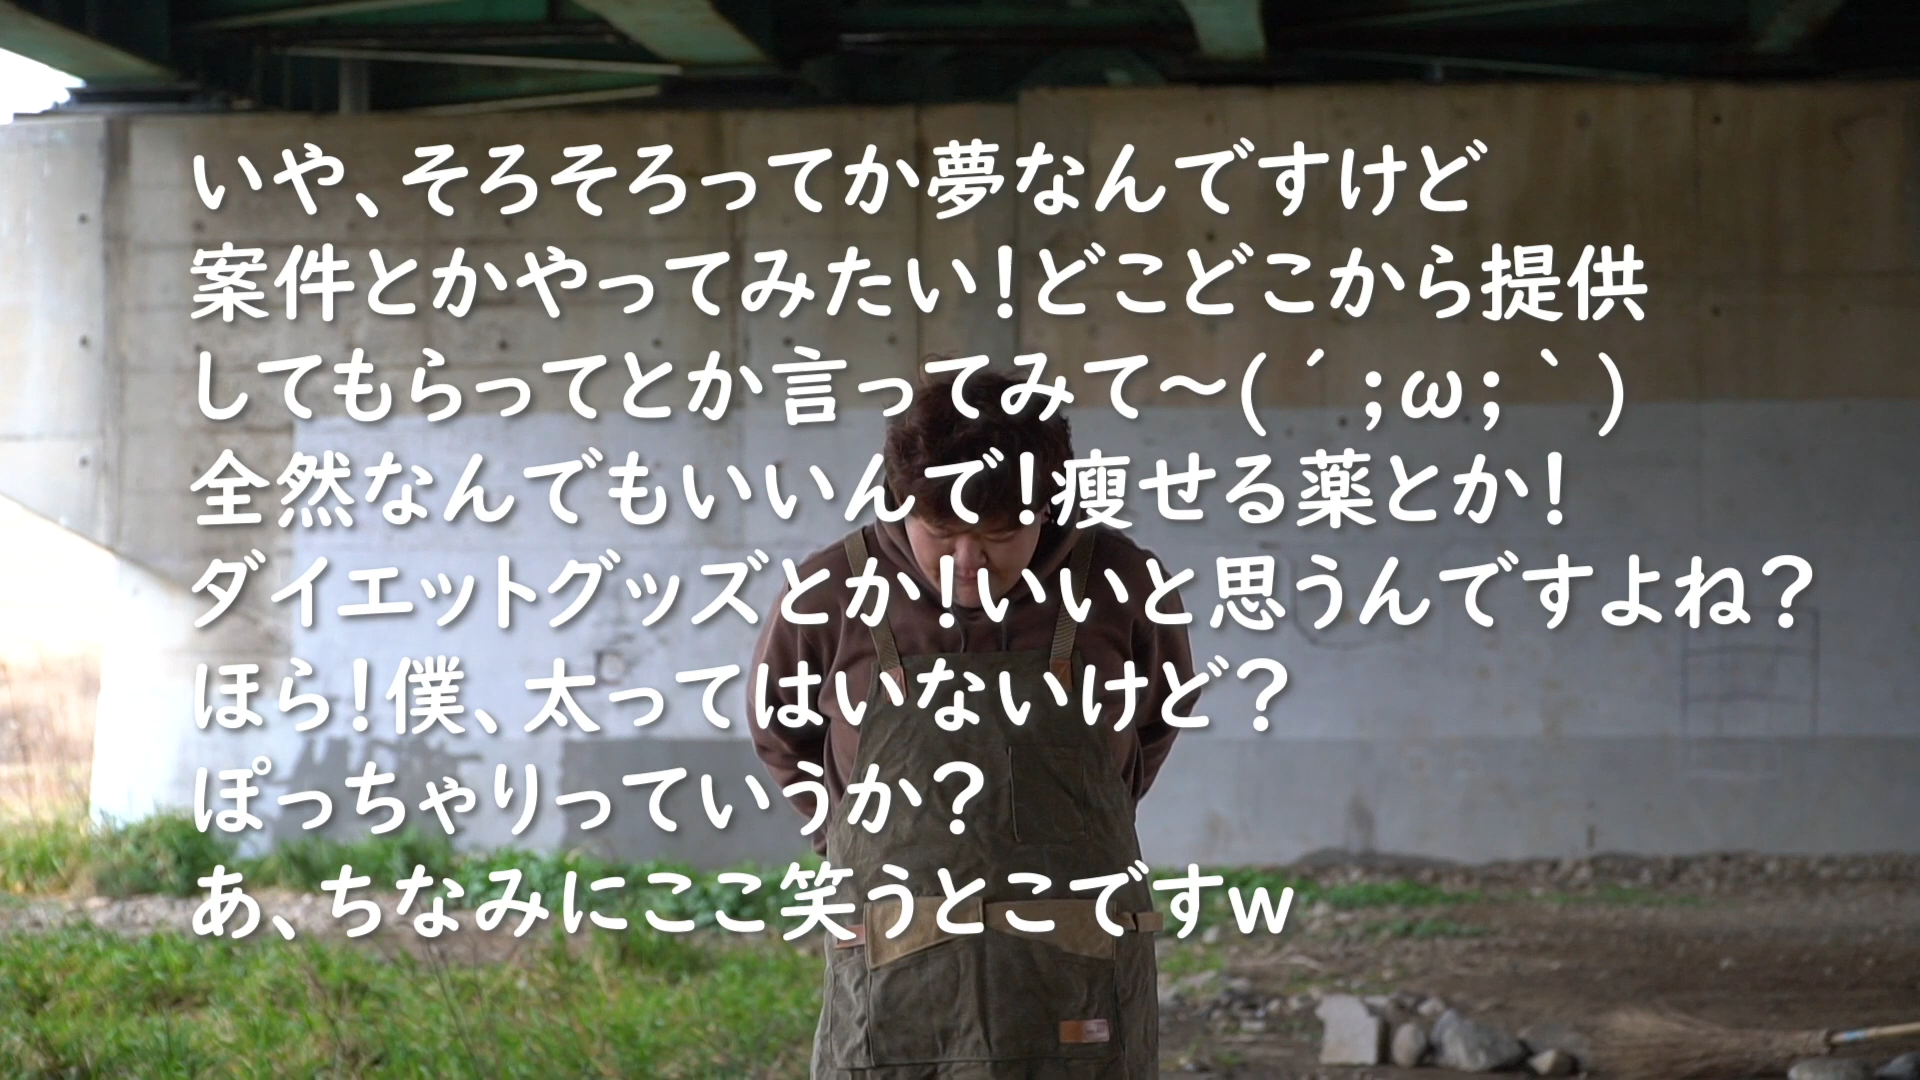 いや、そろそろってか夢なんですけど
案件とかやってみたい!どこどこから提供
してもらってとか言ってみて～(´;ω;｀)
全然なんでもいいんで!痩せる薬とか!
ダイエットグッズとか!いいと思うんですよね?
ほら!僕、太ってはいないけど?
ぽっちゃりっていうか?
あ、ちなみにここ笑うとこですw